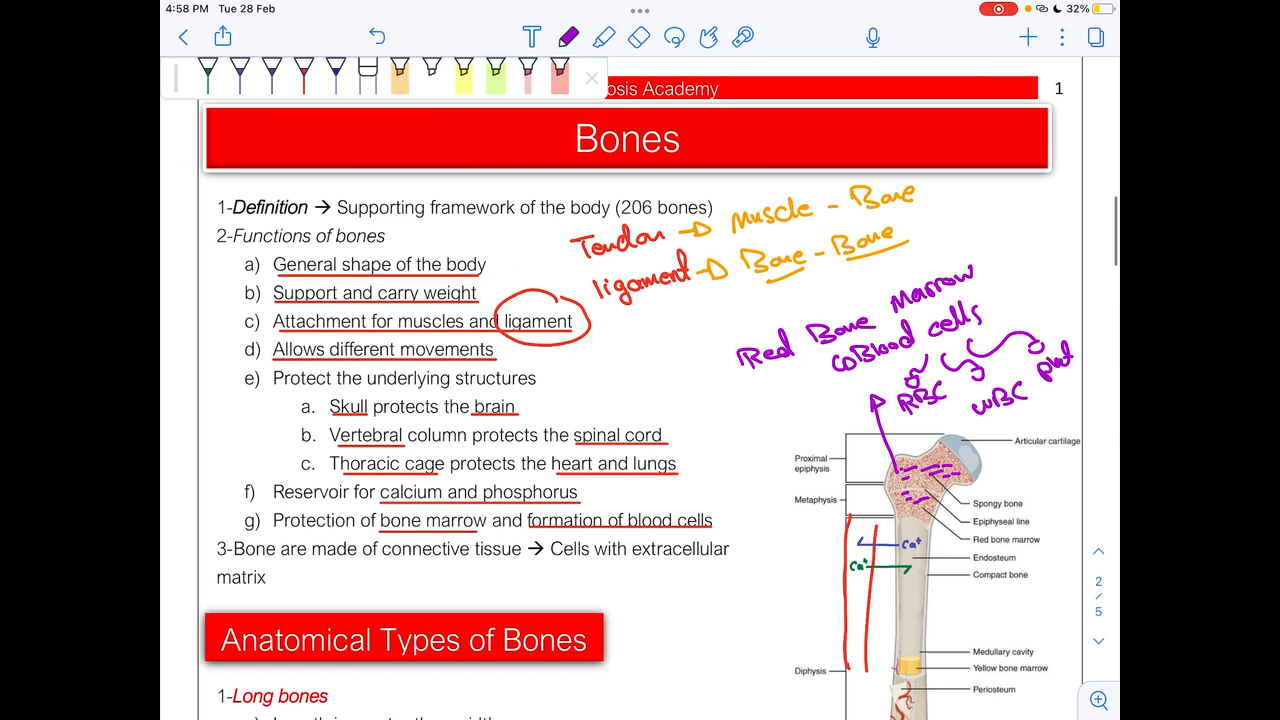 4:58 PM Tue 28 Feb
32%
osis Academy
1
Bones
1-Definition → Supporting framework of the body (206 bones)
2-Functions of bones
a) General shape of the body
b) Support and carry weight
c) Attachment for muscles and ligament
d) Allows different movements
e) Protect the underlying structures
a. Skull protects the brain
b. Vertebral column protects the spinal cord
c. Thoracic cage protects the heart and lungs
f) Reservoir for calcium and phosphorus
g) Protection of bone marrow and formation of blood cells
3-Bone are made of connective tissue → Cells with extracellular
matrix
Tendon → Muscle - Bone
ligament → Bone - Bone
Red Bone Marrow
Blood cells
RBC
WBC
plat
Articular cartilage
Proximal
epiphysis
Metaphysis
Spongy bone
Epiphyseal line
Red bone marrow
Ca+
Endosteum
Ca+
Compact bone
Medullary cavity
Diphysis
Yellow bone marrow
Periosteum
Anatomical Types of Bones
1-Long bones
2
/
5